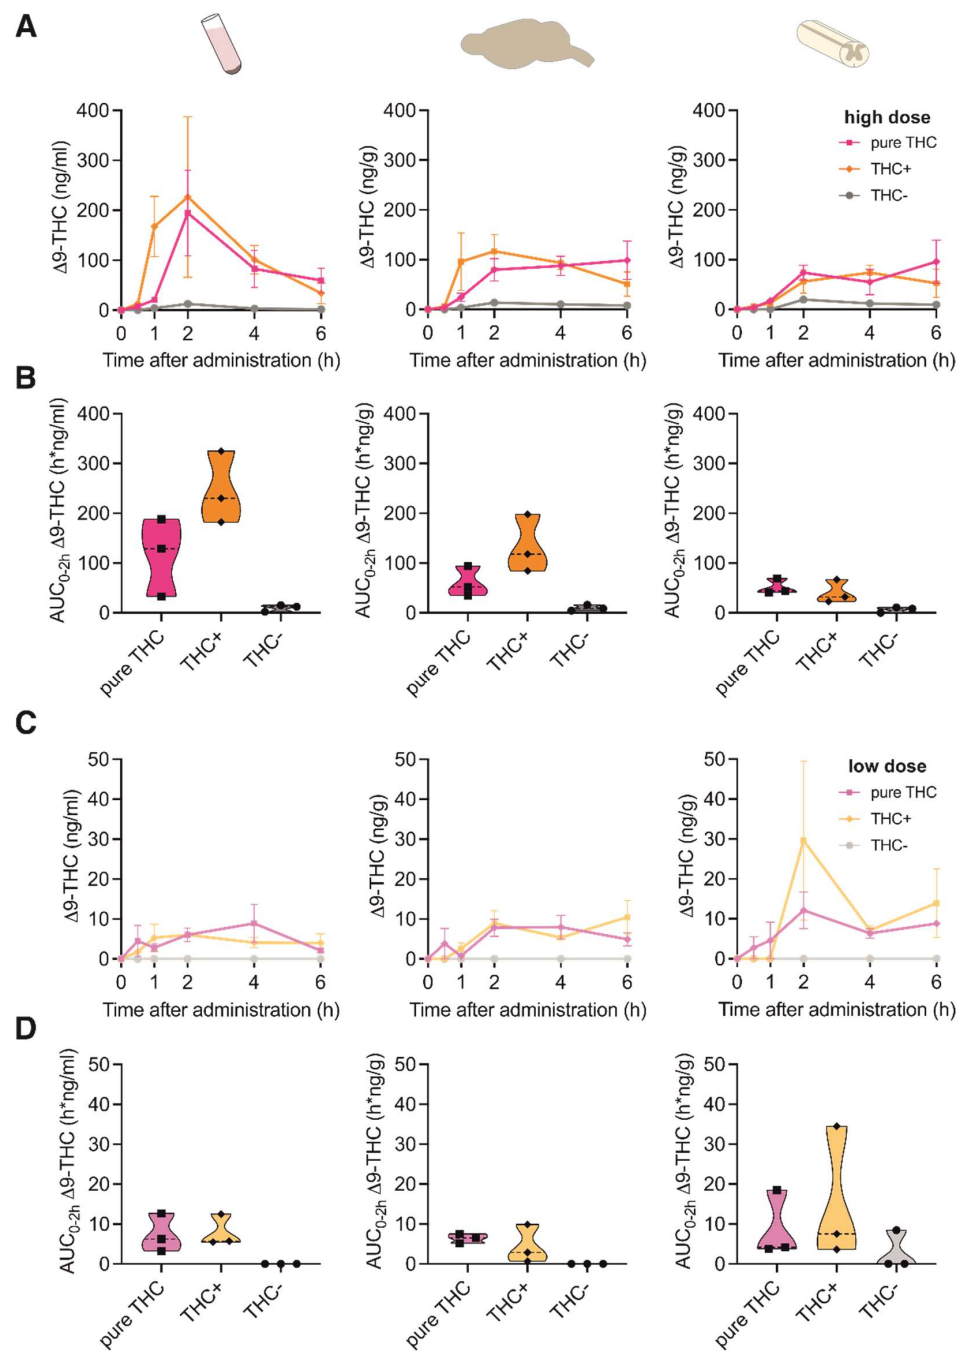 A
Δ9-THC (ng/ml)
400
300
200
100
0
0 1 2 4 6
Time after administration (h)
Δ9-THC (ng/g)
400
300
200
100
0
0 1 2 4 6
Time after administration (h)
Δ9-THC (ng/g)
400
300
200
100
0
0 1 2 4 6
Time after administration (h)
high dose
pure THC
THC+
THC-
B
AUC0-2h Δ9-THC (h*ng/ml)
400
300
200
100
0
pure THC
THC+
THC-
AUC0-2h Δ9-THC (h*ng/g)
400
300
200
100
0
pure THC
THC+
THC-
AUC0-2h Δ9-THC (h*ng/g)
400
300
200
100
0
pure THC
THC+
THC-
C
Δ9-THC (ng/ml)
50
40
30
20
10
0
0 1 2 4 6
Time after administration (h)
Δ9-THC (ng/g)
50
40
30
20
10
0
0 1 2 4 6
Time after administration (h)
Δ9-THC (ng/g)
50
40
30
20
10
0
0 1 2 4 6
Time after administration (h)
low dose
pure THC
THC+
THC-
D
AUC0-2h Δ9-THC (h*ng/ml)
50
40
30
20
10
0
pure THC
THC+
THC-
AUC0-2h Δ9-THC (h*ng/g)
50
40
30
20
10
0
pure THC
THC+
THC-
AUC0-2h Δ9-THC (h*ng/g)
50
40
30
20
10
0
pure THC
THC+
THC-